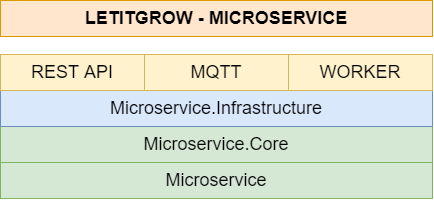 LETITGROW - MICROSERVICE
REST API MQTT WORKER
Microservice.Infrastructure
Microservice.Core
Microservice